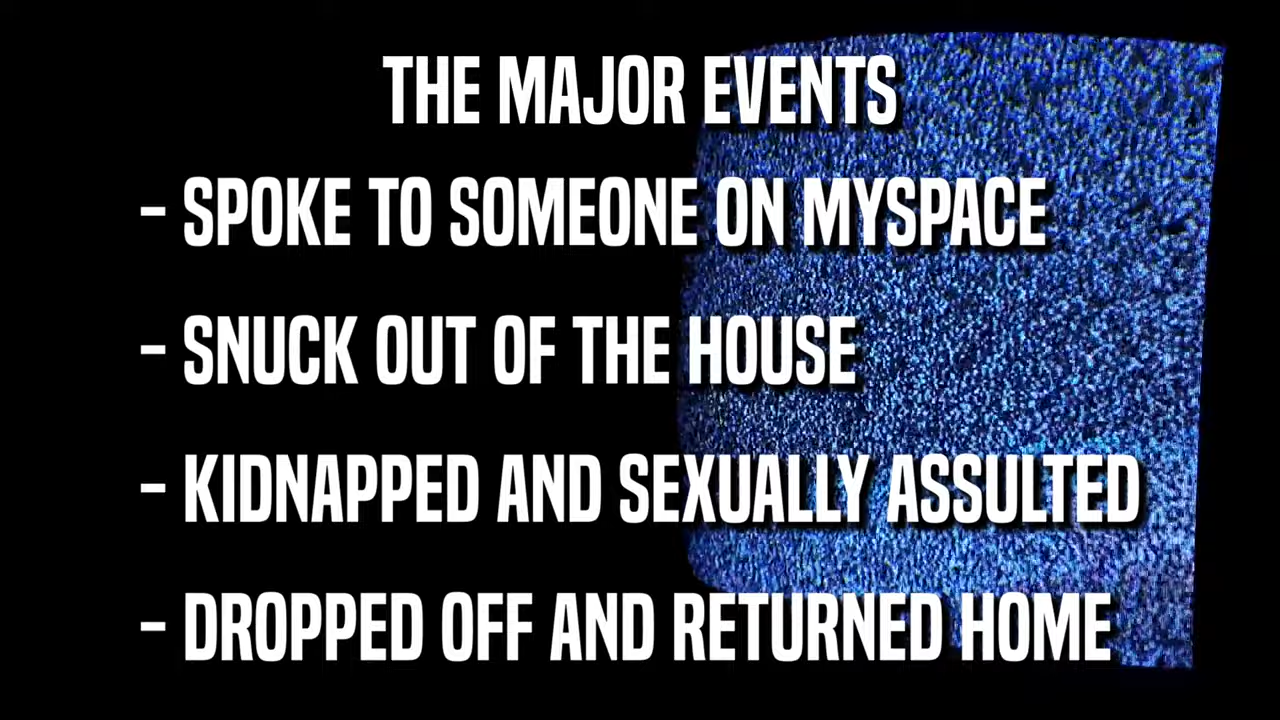 THE MAJOR EVENTS
- SPOKE TO SOMEONE ON MYSPACE
- SNUCK OUT OF THE HOUSE
- KIDNAPPED AND SEXUALLY ASSULTED
- DROPPED OFF AND RETURNED HOME